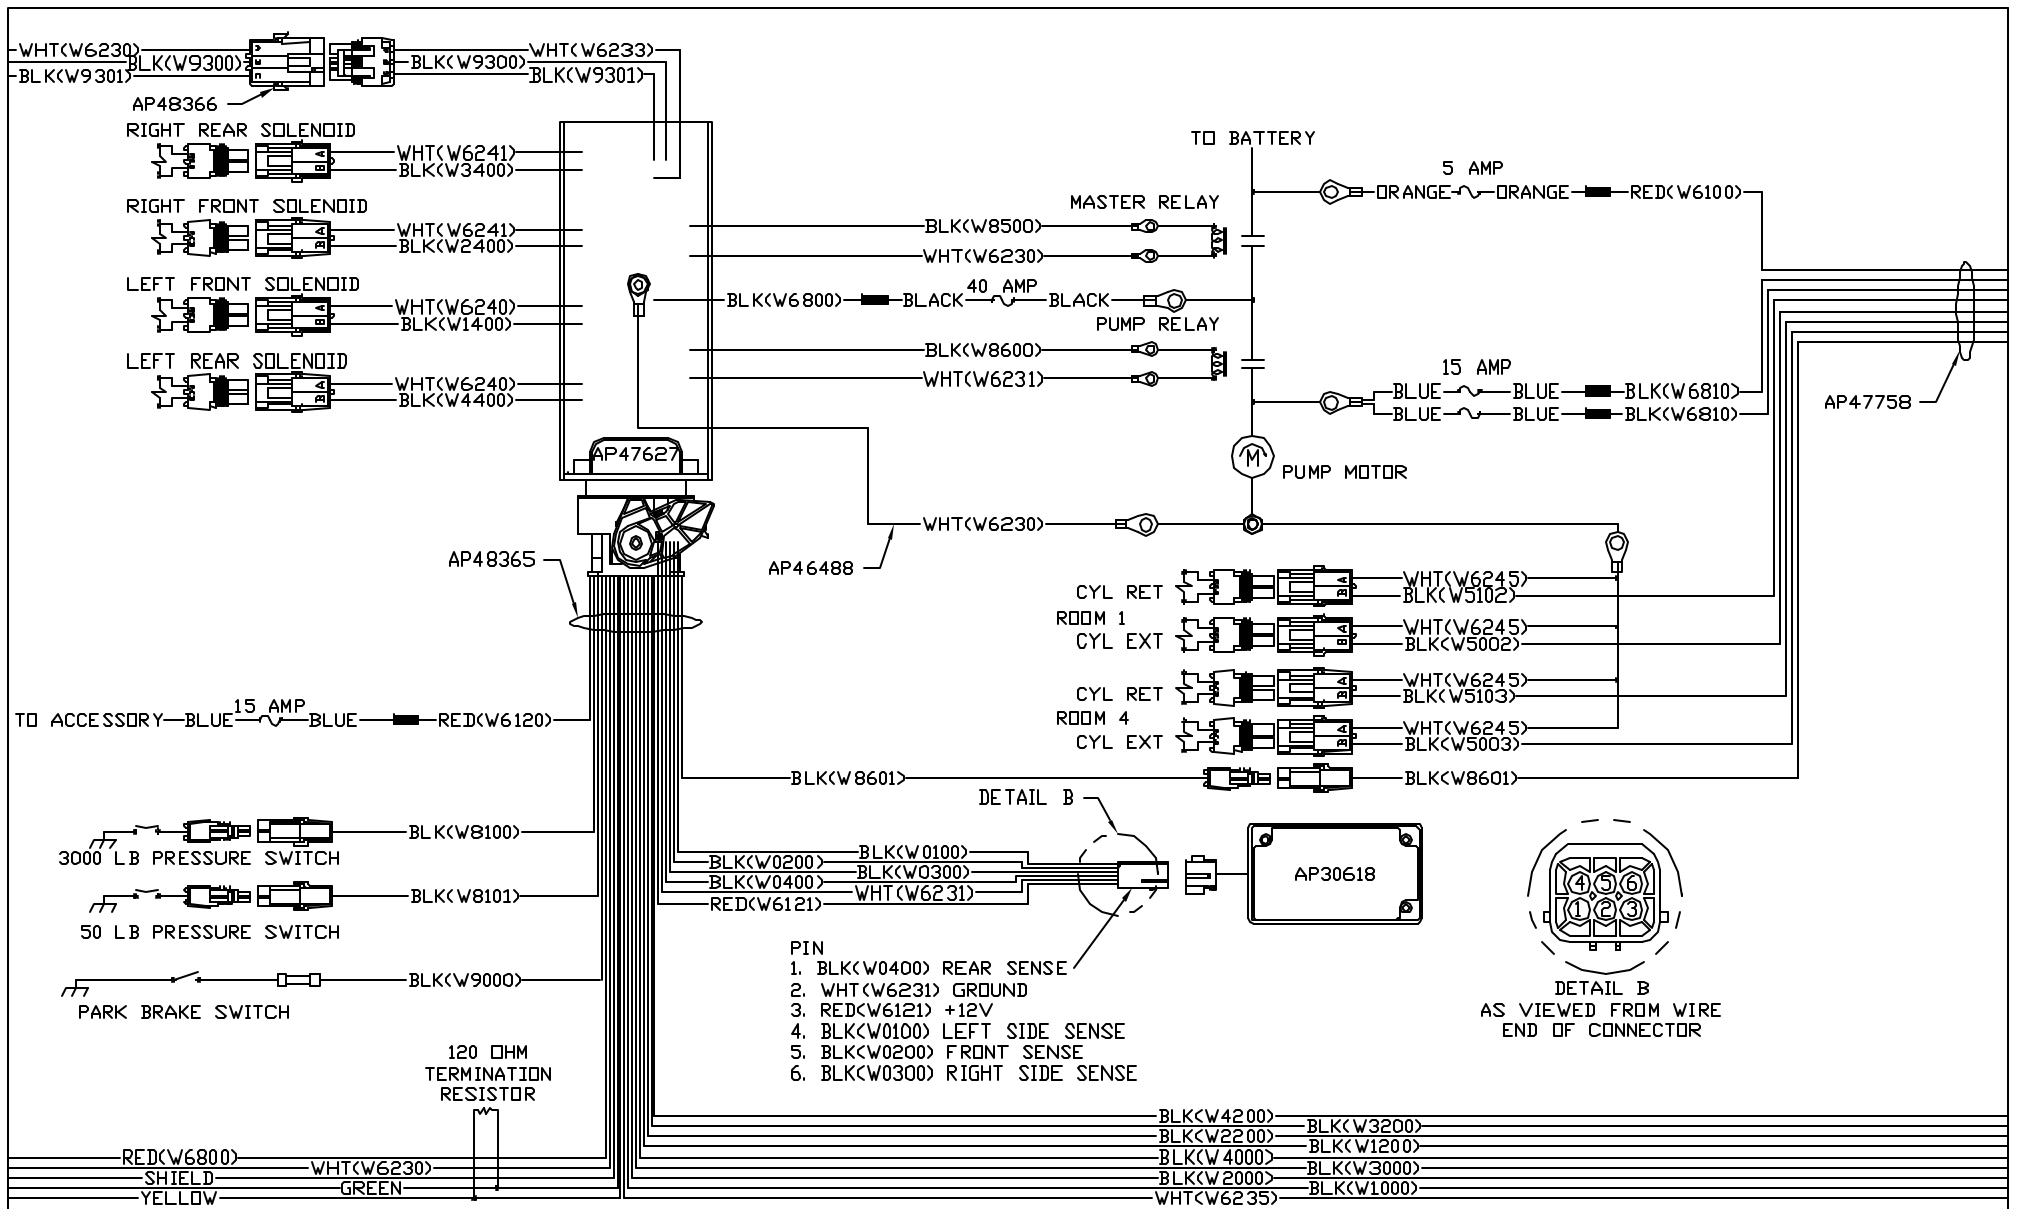 WHT(W6230)
BLK(W9300)
BLK(W9301)
WHT(W6233)
BLK(W9300)
BLK(W9301)
AP48366
RIGHT REAR SOLENOID
WHT(W6241)
BLK(W3400)
A
B
RIGHT FRONT SOLENOID
WHT(W6241)
BLK(W2400)
A
B
LEFT FRONT SOLENOID
WHT(W6240)
BLK(W1400)
A
B
LEFT REAR SOLENOID
WHT(W6240)
BLK(W4400)
A
B
AP47627
TO BATTERY
5 AMP
ORANGE
ORANGE
RED(W6100)
MASTER RELAY
BLK(W8500)
WHT(W6230)
40 AMP
BLK(W6800)
BLACK
BLACK
PUMP RELAY
BLK(W8600)
WHT(W6231)
15 AMP
BLUE
BLUE
BLK(W6810)
BLUE
BLUE
BLK(W6810)
AP47758
M
PUMP MOTOR
WHT(W6230)
AP46488
AP48365
CYL RET
A
B
WHT(W6245)
BLK(W5102)
ROOM 1
CYL EXT
A
B
WHT(W6245)
BLK(W5002)
CYL RET
A
B
WHT(W6245)
BLK(W5103)
ROOM 4
CYL EXT
A
B
WHT(W6245)
BLK(W5003)
15 AMP
TO ACCESSORY
BLUE
BLUE
RED(W6120)
BLK(W8601)
BLK(W8601)
DETAIL B
BLK(W8100)
3000 LB PRESSURE SWITCH
BLK(W8101)
50 LB PRESSURE SWITCH
BLK(W9000)
PARK BRAKE SWITCH
BLK(W0100)
BLK(W0200)
BLK(W0300)
BLK(W0400)
WHT(W6231)
RED(W6121)
AP30618
4 5 6
1 2 3
DETAIL B
AS VIEWED FROM WIRE
END OF CONNECTOR
PIN
1. BLK(W0400) REAR SENSE
2. WHT(W6231) GROUND
3. RED(W6121) +12V
4. BLK(W0100) LEFT SIDE SENSE
5. BLK(W0200) FRONT SENSE
6. BLK(W0300) RIGHT SIDE SENSE
120 OHM
TERMINATION
RESISTOR
RED(W6800)
WHT(W6230)
SHIELD
GREEN
YELLOW
BLK(W4200)
BLK(W3200)
BLK(W2200)
BLK(W1200)
BLK(W4000)
BLK(W3000)
BLK(W2000)
BLK(W1000)
WHT(W6235)